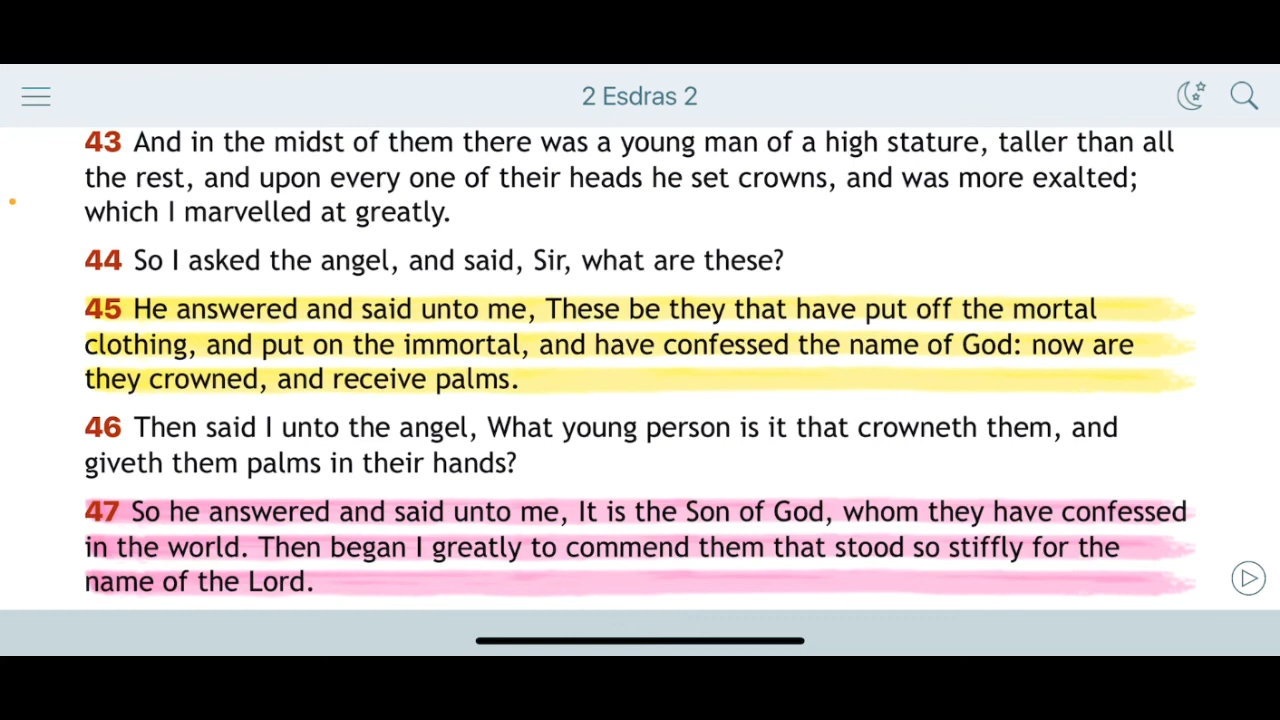 2 Esdras 2
43 And in the midst of them there was a young man of a high stature, taller than all
the rest, and upon every one of their heads he set crowns, and was more exalted;
which I marvelled at greatly.
44 So I asked the angel, and said, Sir, what are these?
45 He answered and said unto me, These be they that have put off the mortal
clothing, and put on the immortal, and have confessed the name of God: now are
they crowned, and receive palms.
46 Then said I unto the angel, What young person is it that crowneth them, and
giveth them palms in their hands?
47 So he answered and said unto me, It is the Son of God, whom they have confessed
in the world. Then began I greatly to commend them that stood so stiffly for the
name of the Lord.